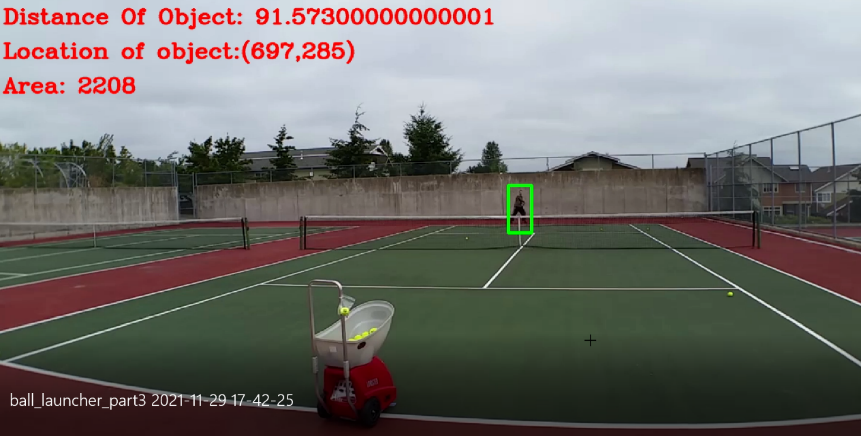 Distance Of Object: 91.57300000000001
Location of object:(697,285)
Area: 2208
ball_launcher_part3 2021-11-29 17-42-25